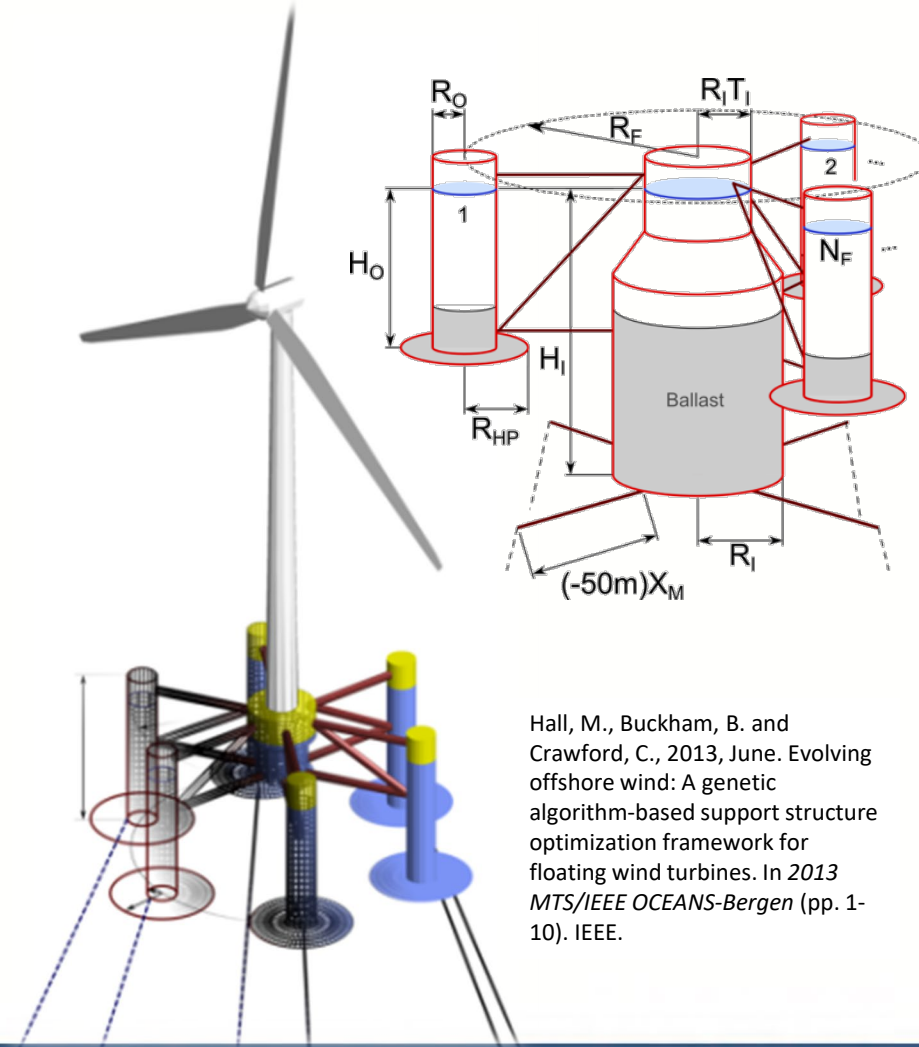 R_O
R_IT_I
R_F
2
...
1
N_F
...
H_O
H_I
Ballast
R_HP
R_I
(-50m)X_M
Hall, M., Buckham, B. and
Crawford, C., 2013, June. Evolving
offshore wind: A genetic
algorithm-based support structure
optimization framework for
floating wind turbines. In 2013
MTS/IEEE OCEANS-Bergen (pp. 1-
10). IEEE.